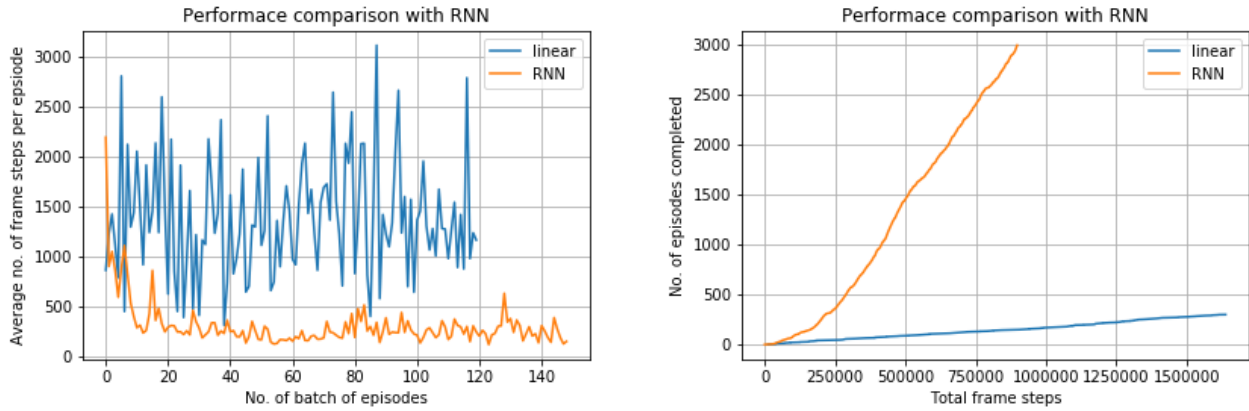 Performace comparison with RNN
Average no. of frame steps per epsiode
3000
2500
2000
1500
1000
500
0
linear
RNN
0 20 40 60 80 100 120 140
No. of batch of episodes
Performace comparison with RNN
No. of episodes completed
3000
2500
2000
1500
1000
500
0
linear
RNN
0 250000 500000 750000 1000000 1250000 1500000
Total frame steps